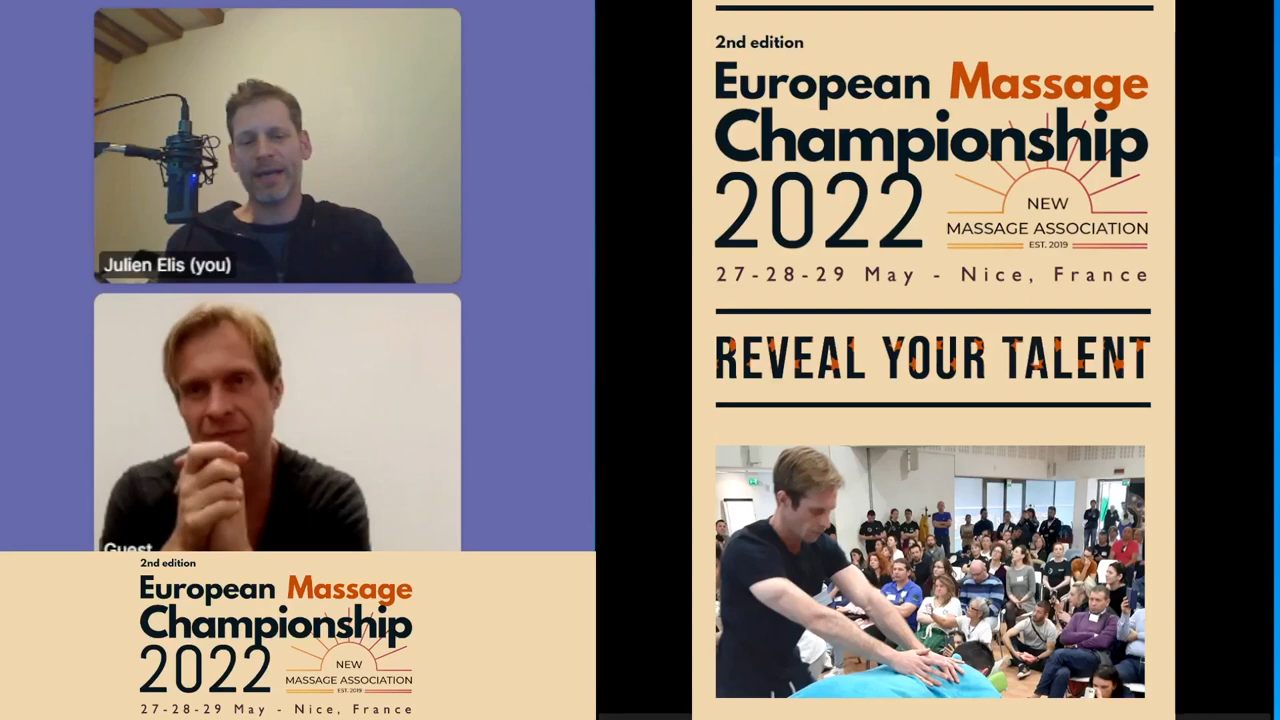 Julien Elis (you)
Guest
2nd edition
European Massage
Championship
2022
NEW
MASSAGE ASSOCIATION
EST. 2019
27-28-29 May - Nice, France
2nd edition
European Massage
Championship
2022
NEW
MASSAGE ASSOCIATION
EST. 2019
27-28-29 May - Nice, France
REVEAL YOUR TALENT